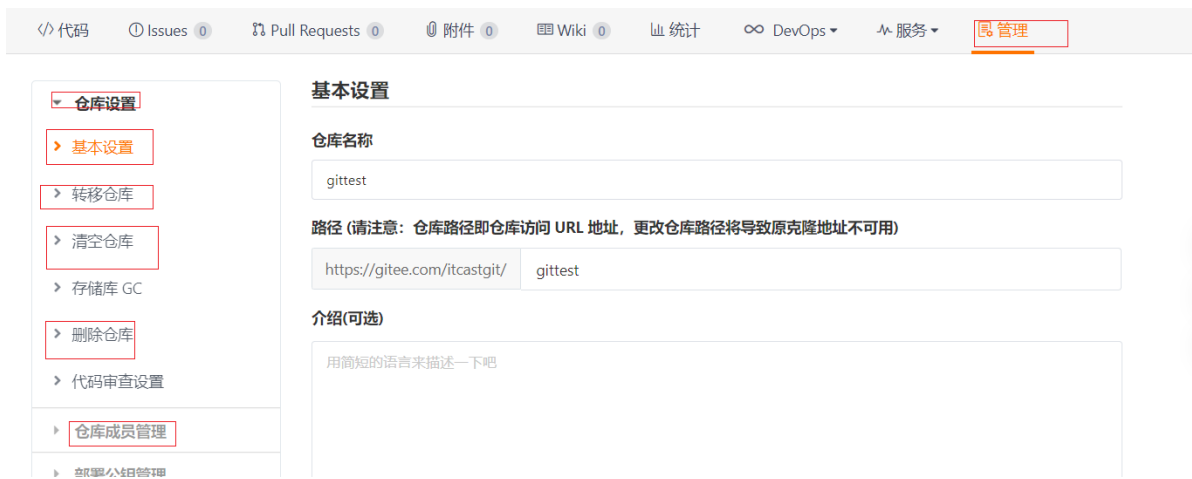 代码 Issues 0 Pull Requests 0 附件 0 Wiki 0 统计 DevOps 服务 管理
仓库设置
基本设置
转移仓库
清空仓库
存储库 GC
删除仓库
代码审查设置
仓库成员管理
部署公钥管理
基本设置
仓库名称
gittest
路径 (请注意：仓库路径即仓库访问 URL 地址，更改仓库路径将导致原克隆地址不可用)
https://gitee.com/itcastgit/ gittest
介绍(可选)
用简短的语言来描述一下吧